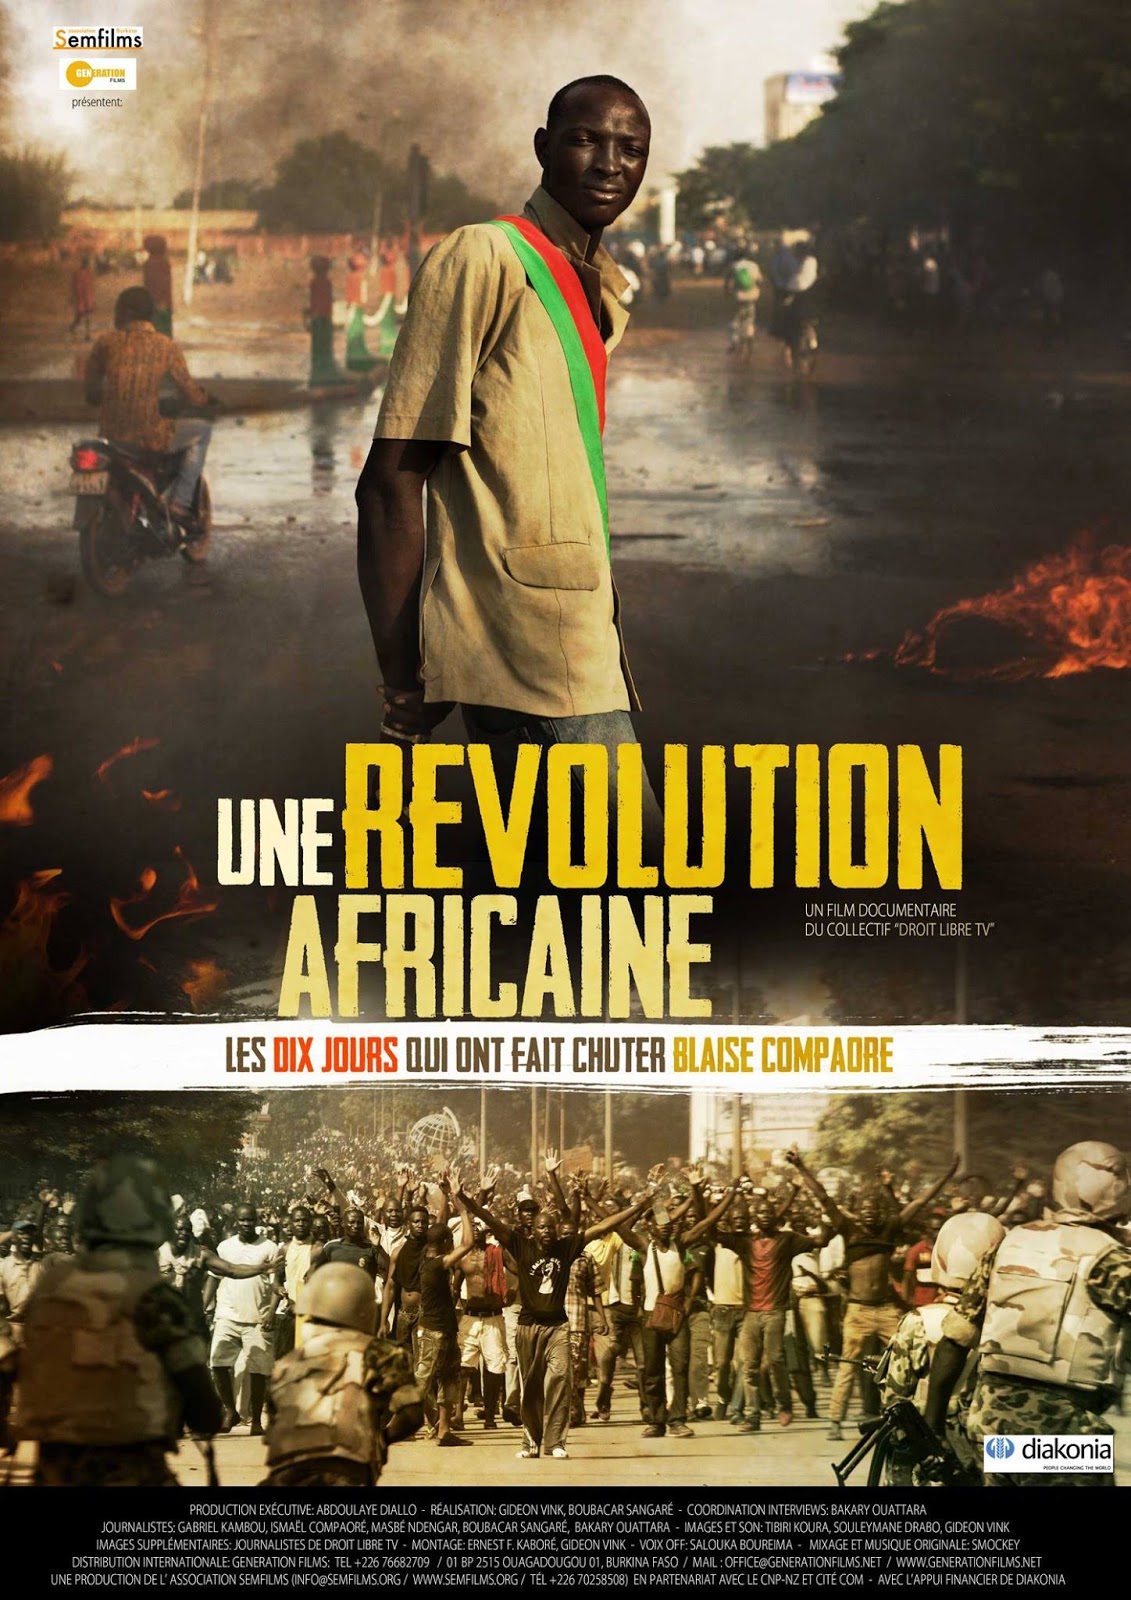 association Burkina
Semfilms
GENERATION
FILMS
présentent:
UNE REVOLUTION
AFRICAINE
UN FILM DOCUMENTAIRE
DU COLLECTIF “DROIT LIBRE TV”
LES DIX JOURS QUI ONT FAIT CHUTER BLAISE COMPAORE
diakonia
PEOPLE CHANGING THE WORLD
PRODUCTION EXÉCUTIVE: ABDOULAYE DIALLO - RÉALISATION: GIDEON VINK, BOUBACAR SANGARÉ - COORDINATION INTERVIEWS: BAKARY OUATTARA
JOURNALISTES: GABRIEL KAMBOU, ISMAËL COMPAORÉ, MASBÉ NDENGAR, BOUBACAR SANGARÉ, BAKARY OUATTARA - IMAGES ET SON: TIBIRI KOURA, SOULEYMANE DRABO, GIDEON VINK
IMAGES SUPPLÉMENTAIRES: JOURNALISTES DE DROIT LIBRE TV - MONTAGE: ERNEST F. KABORÉ, GIDEON VINK - VOIX OFF: SALOUKA BOUREIMA - MIXAGE ET MUSIQUE ORIGINALE: SMOCKEY
DISTRIBUTION INTERNATIONALE: GENERATION FILMS: TEL +226 76682709 / 01 BP 2515 OUAGADOUGOU 01, BURKINA FASO / MAIL : OFFICE@GENERATIONFILMS.NET / WWW.GENERATIONFILMS.NET
UNE PRODUCTION DE L' ASSOCIATION SEMFILMS (INFO@SEMFILMS.ORG / WWW.SEMFILMS.ORG / TÉL +226 70258508) EN PARTENARIAT AVEC LE CNP-NZ ET CITÉ COM - AVEC L'APPUI FINANCIER DE DIAKONIA